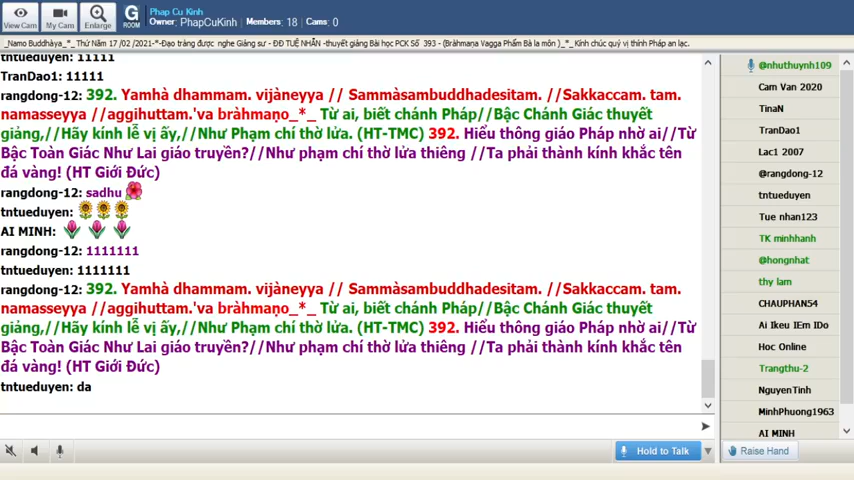 Phap Cu Kinh
Owner: PhapCuKinh Members: 18 Cams: 0
View Cam My Cam Enlarge G ROOM
_Namo Buddhàya_*_ Thứ Năm 17 /02 /2021-*-Đạo tràng được nghe Giảng sư - ĐĐ TUỆ NHÂN -thuyết giảng Bài học PCK Số 393 - (Bràhmaṇa Vagga Phẩm Bà la môn )_*_ Kính chúc quý vị thính Pháp an lạc.
tntueduyen: 11111
TranDao1: 11111
rangdong-12: 392. Yamhà dhammam. vijàneyya // Sammàsambuddhadesitam. //Sakkaccam. tam.
namasseyya //aggihuttam.'va bràhmaṇo_*_ Từ ai, biết chánh Pháp//Bậc Chánh Giác thuyết
giảng,//Hãy kính lễ vị ấy,//Như Phạm chí thờ lửa. (HT-TMC) 392. Hiểu thông giáo Pháp nhờ ai//Từ
Bậc Toàn Giác Như Lai giáo truyền?//Như phạm chí thờ lửa thiêng //Ta phải thành kính khắc tên
đá vàng! (HT Giới Đức)
rangdong-12: sadhu
tntueduyen:
AI MINH:
rangdong-12: 1111111
tntueduyen: 1111111
rangdong-12: 392. Yamhà dhammam. vijàneyya // Sammàsambuddhadesitam. //Sakkaccam. tam.
namasseyya //aggihuttam.'va bràhmaṇo_*_ Từ ai, biết chánh Pháp//Bậc Chánh Giác thuyết
giảng,//Hãy kính lễ vị ấy,//Như Phạm chí thờ lửa. (HT-TMC) 392. Hiểu thông giáo Pháp nhờ ai//Từ
Bậc Toàn Giác Như Lai giáo truyền?//Như phạm chí thờ lửa thiêng //Ta phải thành kính khắc tên
đá vàng! (HT Giới Đức)
tntueduyen: da
Hold to Talk
@nhuthuynh109
Cam Van 2020
TinaN
TranDao1
Lac1 2007
@rangdong-12
tntueduyen
Tue nhan123
TK minhhanh
@hongnhat
thy lam
CHAUPHAN54
Ai Ikeu IEm IDo
Hoc Online
Trangthu-2
NguyenTinh
MinhPhuong1963
AI MINH
Raise Hand